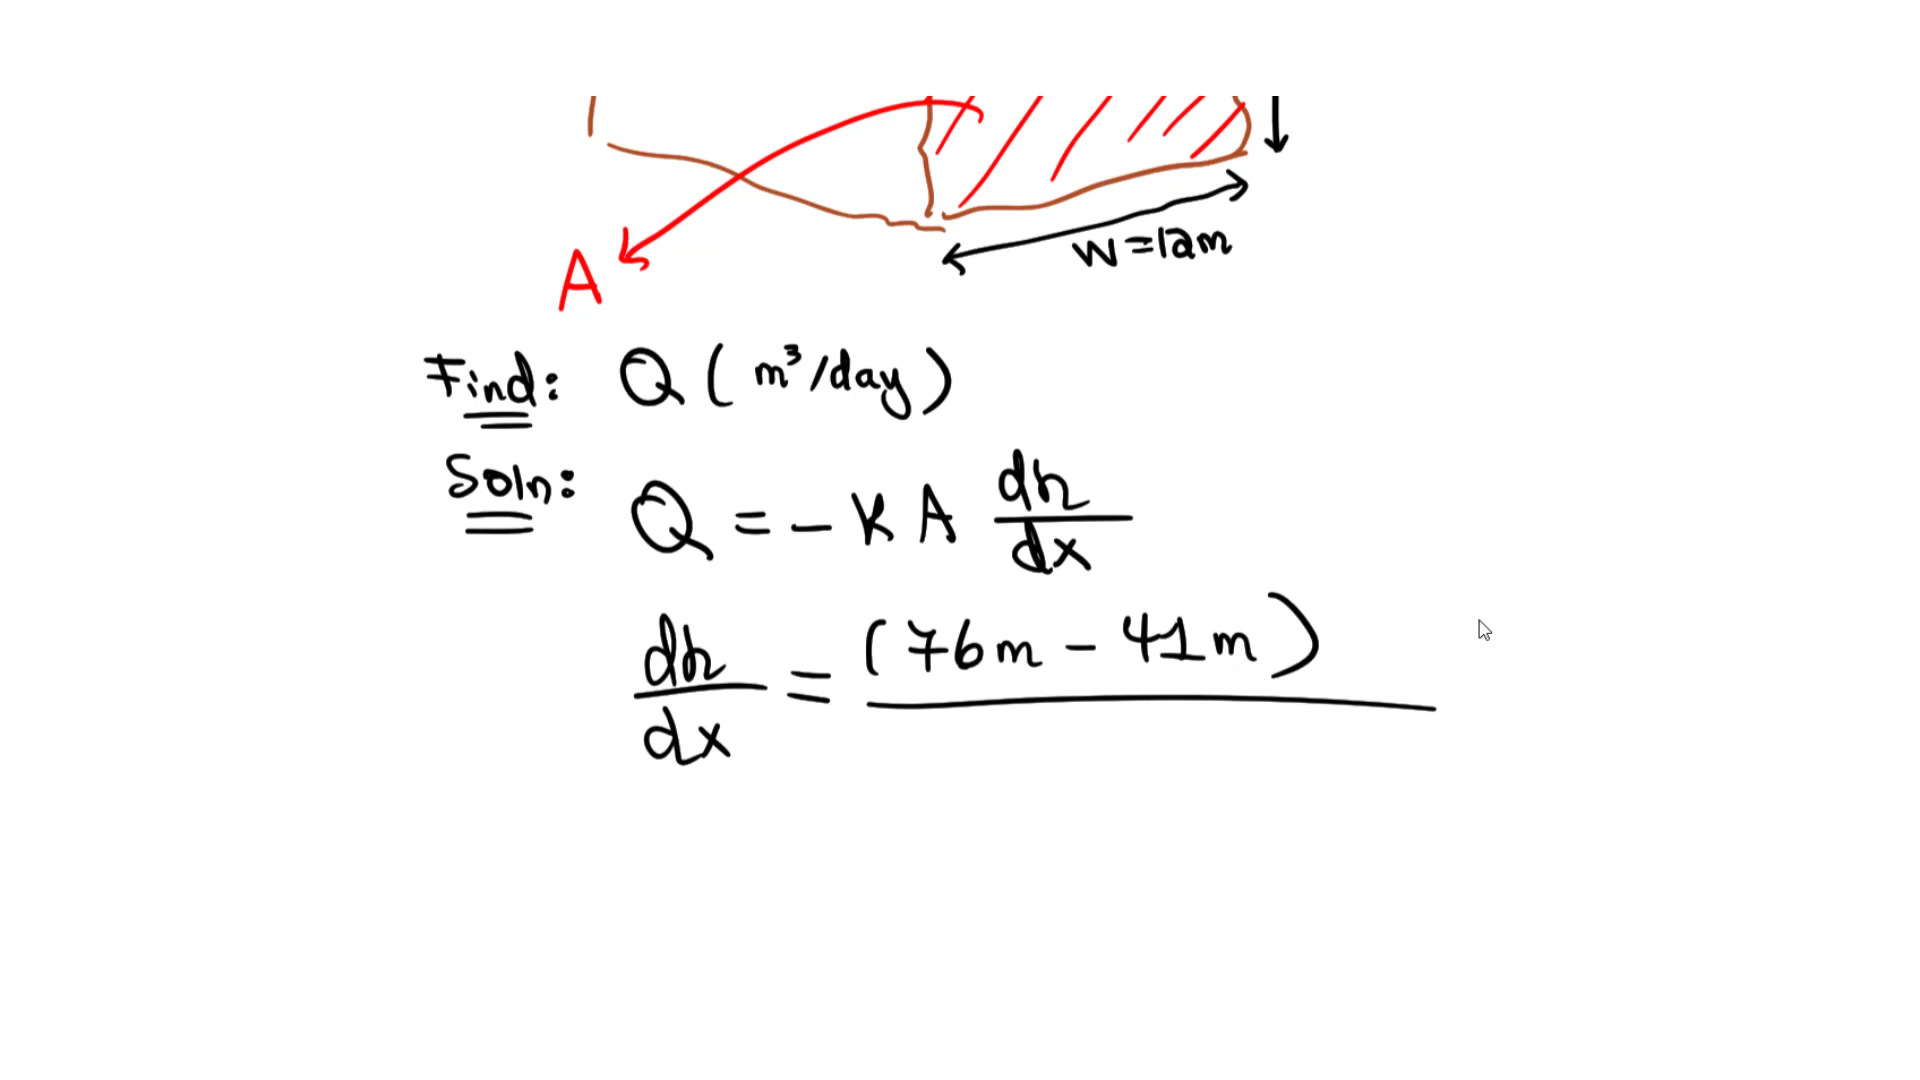 W = 12m
A
Find: Q ( m³/day )
Soln: Q = - K A dh/dx
dh/dx = (76m - 41m)